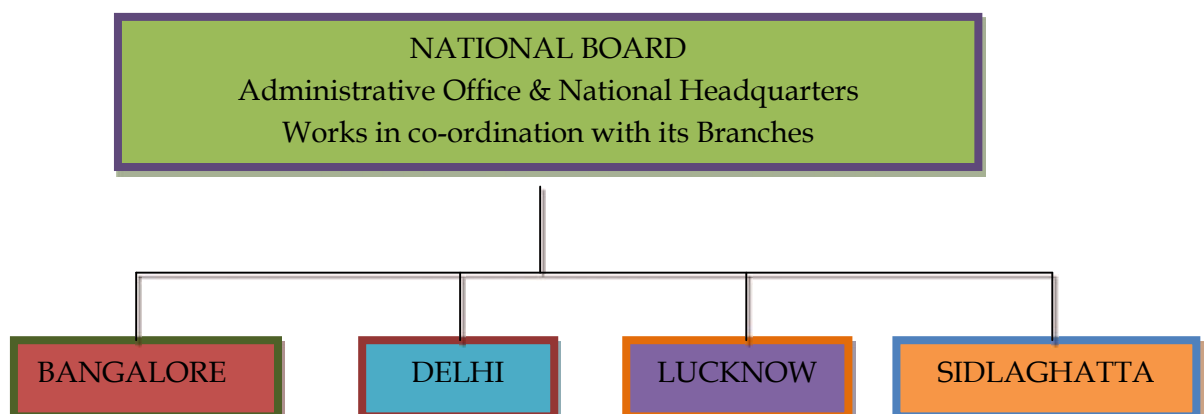 NATIONAL BOARD
Administrative Office & National Headquarters
Works in co-ordination with its Branches
BANGALORE
DELHI
LUCKNOW
SIDLAGHATTA